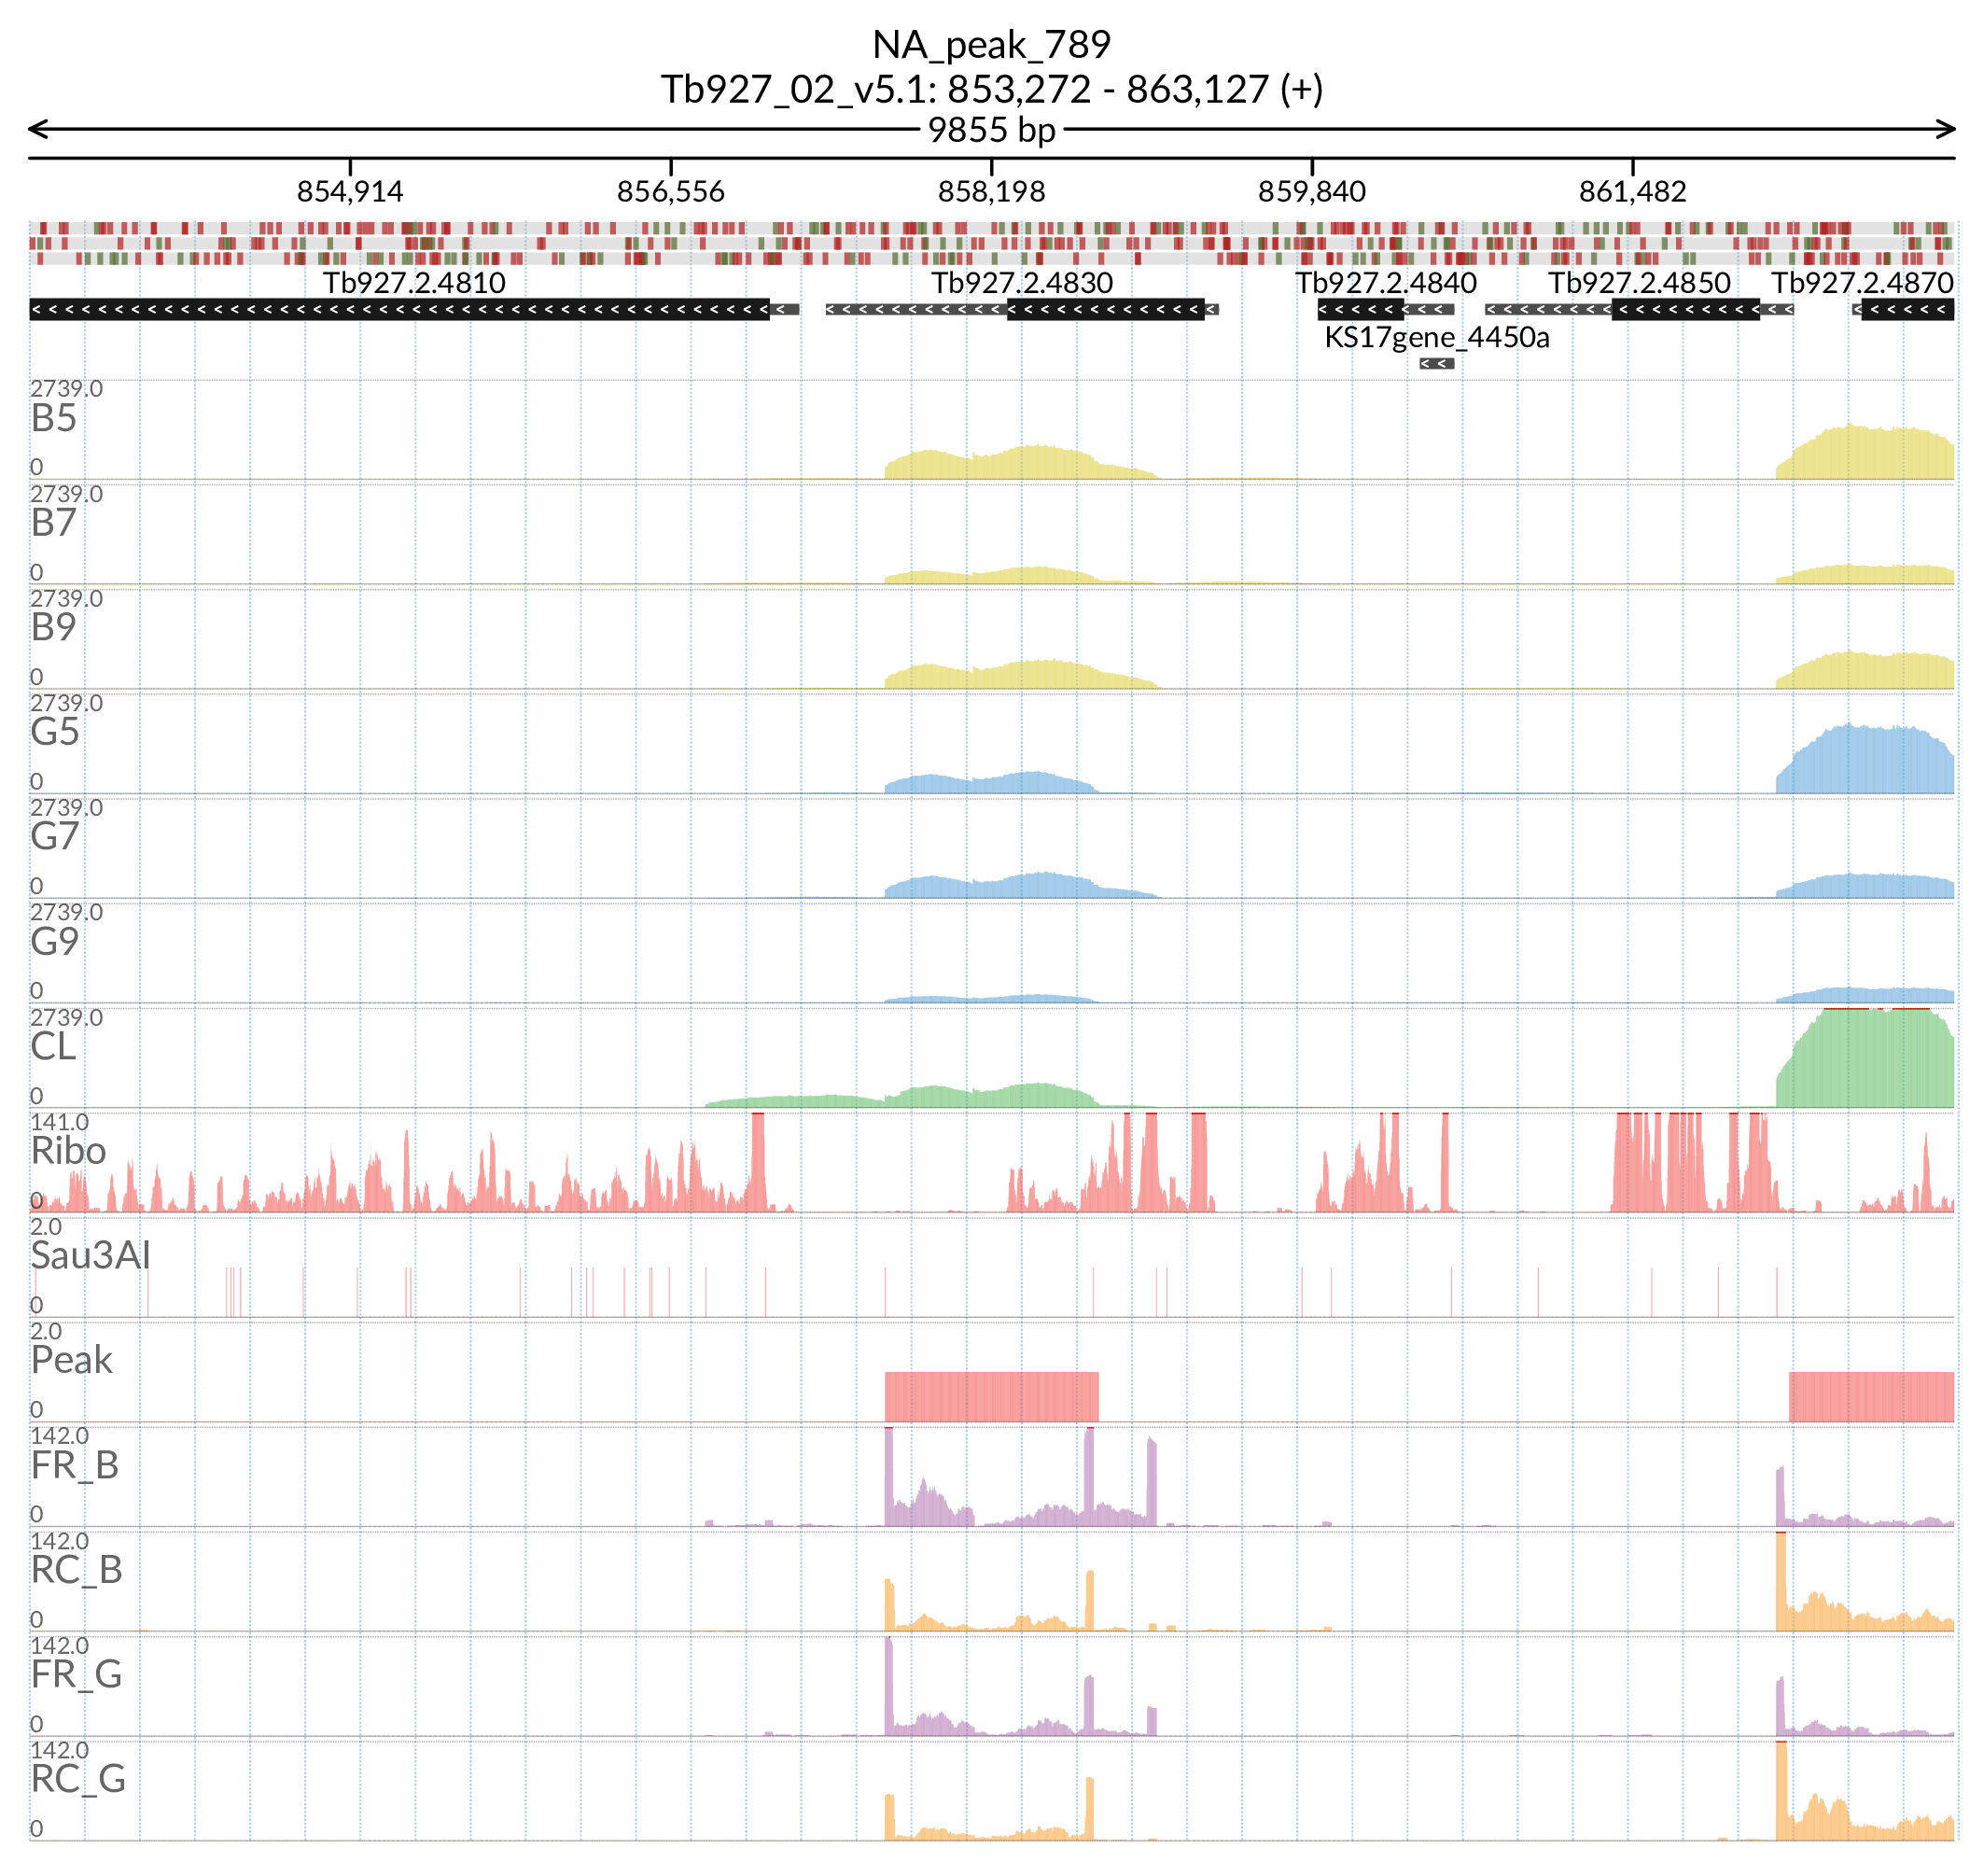 NA_peak_789
Tb927_02_v5.1: 853,272 - 863,127 (+)
9855 bp
854,914 856,556 858,198 859,840 861,482
Tb927.2.4810 Tb927.2.4830 Tb927.2.4840 Tb927.2.4850 Tb927.2.4870
KS17gene_4450a
2739.0
B5
0
2739.0
B7
0
2739.0
B9
0
2739.0
G5
0
2739.0
G7
0
2739.0
G9
0
2739.0
CL
0
141.0
Ribo
0
2.0
Sau3AI
0
2.0
Peak
0
142.0
FR_B
0
142.0
RC_B
0
142.0
FR_G
0
142.0
RC_G
0